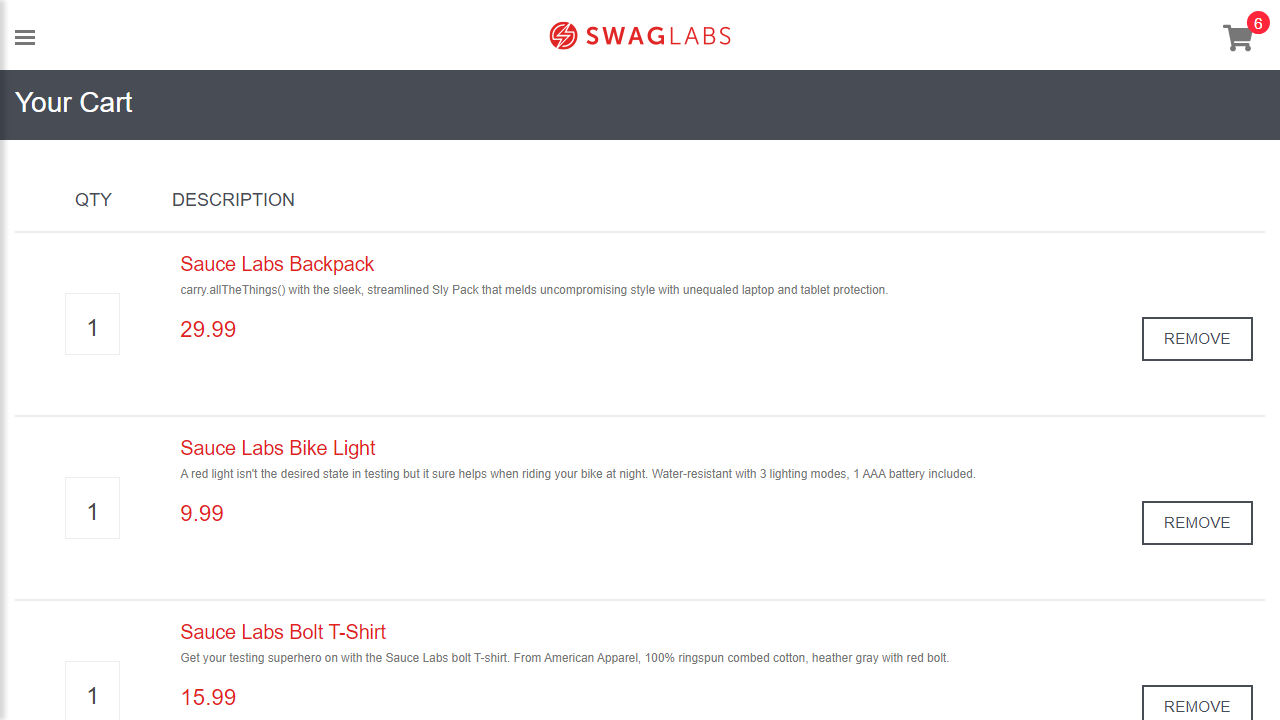 SWAGLABS
6
Your Cart
QTY DESCRIPTION
Sauce Labs Backpack
carry.allTheThings() with the sleek, streamlined Sly Pack that melds uncompromising style with unequaled laptop and tablet protection.
1
29.99
REMOVE
Sauce Labs Bike Light
A red light isn't the desired state in testing but it sure helps when riding your bike at night. Water-resistant with 3 lighting modes, 1 AAA battery included.
1
9.99
REMOVE
Sauce Labs Bolt T-Shirt
Get your testing superhero on with the Sauce Labs bolt T-shirt. From American Apparel, 100% ringspun combed cotton, heather gray with red bolt.
1
15.99
REMOVE